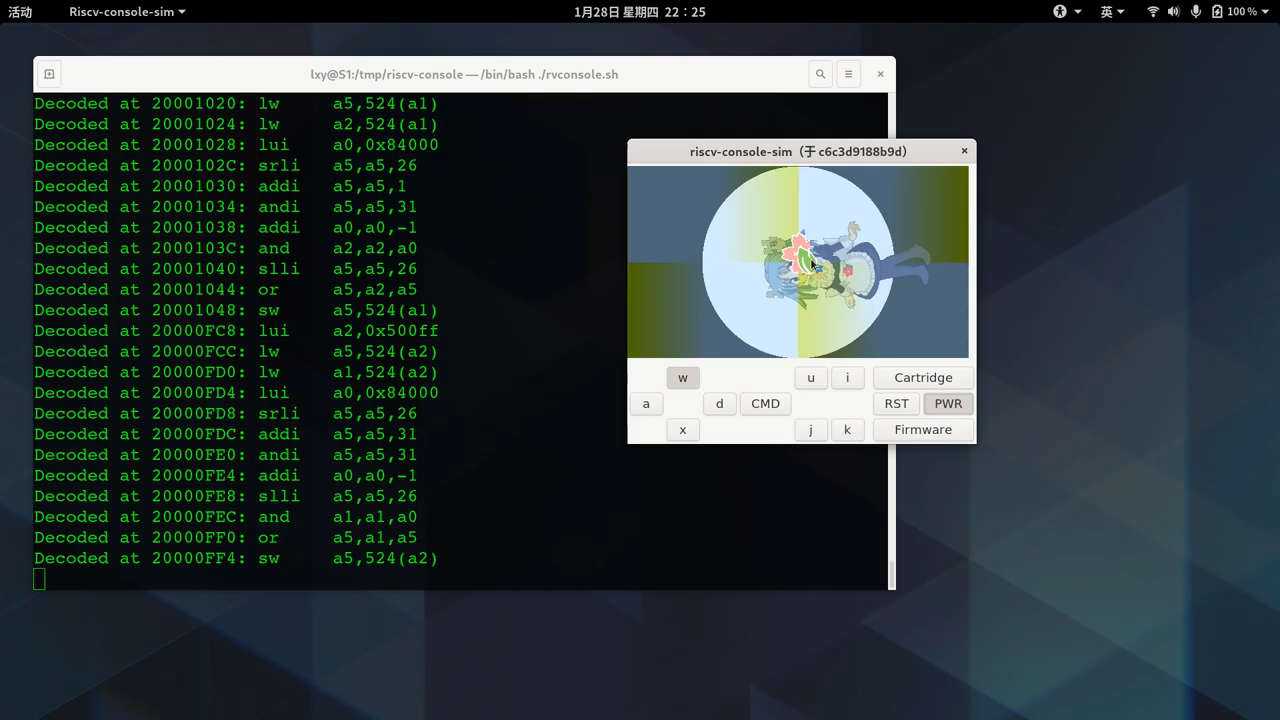 活动 Riscv-console-sim 1月28日 星期四 22：25 英 100 %
lxy@S1:/tmp/riscv-console — /bin/bash ./rvconsole.sh
Decoded at 20001020: lw a5,524(a1)
Decoded at 20001024: lw a2,524(a1)
Decoded at 20001028: lui a0,0x84000
Decoded at 2000102C: srli a5,a5,26
Decoded at 20001030: addi a5,a5,1
Decoded at 20001034: andi a5,a5,31
Decoded at 20001038: addi a0,a0,-1
Decoded at 2000103C: and a2,a2,a0
Decoded at 20001040: slli a5,a5,26
Decoded at 20001044: or a5,a2,a5
Decoded at 20001048: sw a5,524(a1)
Decoded at 20000FC8: lui a2,0x500ff
Decoded at 20000FCC: lw a5,524(a2)
Decoded at 20000FD0: lw a1,524(a2)
Decoded at 20000FD4: lui a0,0x84000
Decoded at 20000FD8: srli a5,a5,26
Decoded at 20000FDC: addi a5,a5,31
Decoded at 20000FE0: andi a5,a5,31
Decoded at 20000FE4: addi a0,a0,-1
Decoded at 20000FE8: slli a5,a5,26
Decoded at 20000FEC: and a1,a1,a0
Decoded at 20000FF0: or a5,a1,a5
Decoded at 20000FF4: sw a5,524(a2)
riscv-console-sim（于 c6c3d9188b9d）
w u i Cartridge
a d CMD RST PWR
x j k Firmware